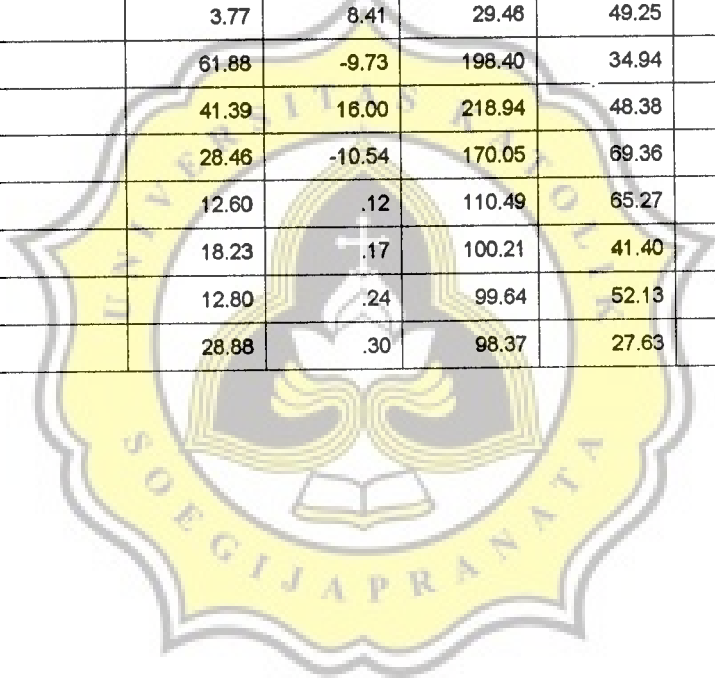 3.77 8.41 29.46 49.25
61.88 -9.73 198.40 34.94
41.39 16.00 218.94 48.38
28.46 -10.54 170.05 69.36
12.60 .12 110.49 65.27
18.23 .17 100.21 41.40
12.80 .24 99.64 52.13
28.88 .30 98.37 27.63
UNIVERSITAS KATOLIK
SOEGIJAPRANATA